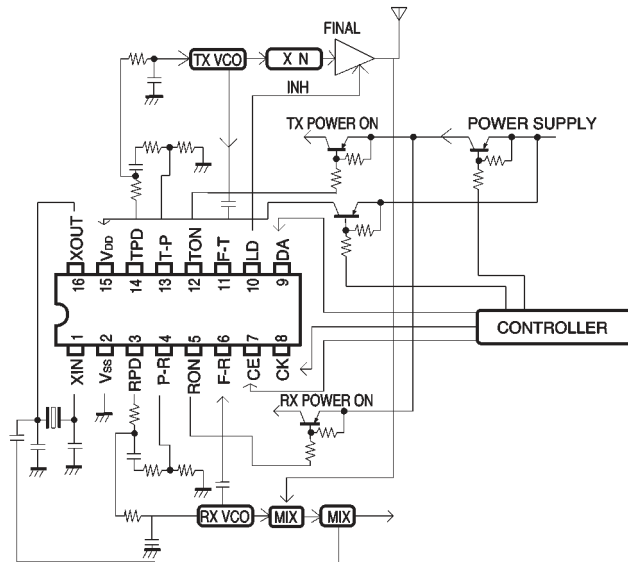 FINAL
TX VCO
X N
INH
TX POWER ON
POWER SUPPLY
XOUT
VDD
TPD
T-P
TON
F-T
LD
DA
16
15
14
13
12
11
10
9
1
2
3
4
5
6
7
8
XIN
VSS
RPD
P-R
RON
F-R
CE
CK
CONTROLLER
RX POWER ON
RX VCO
MIX
MIX